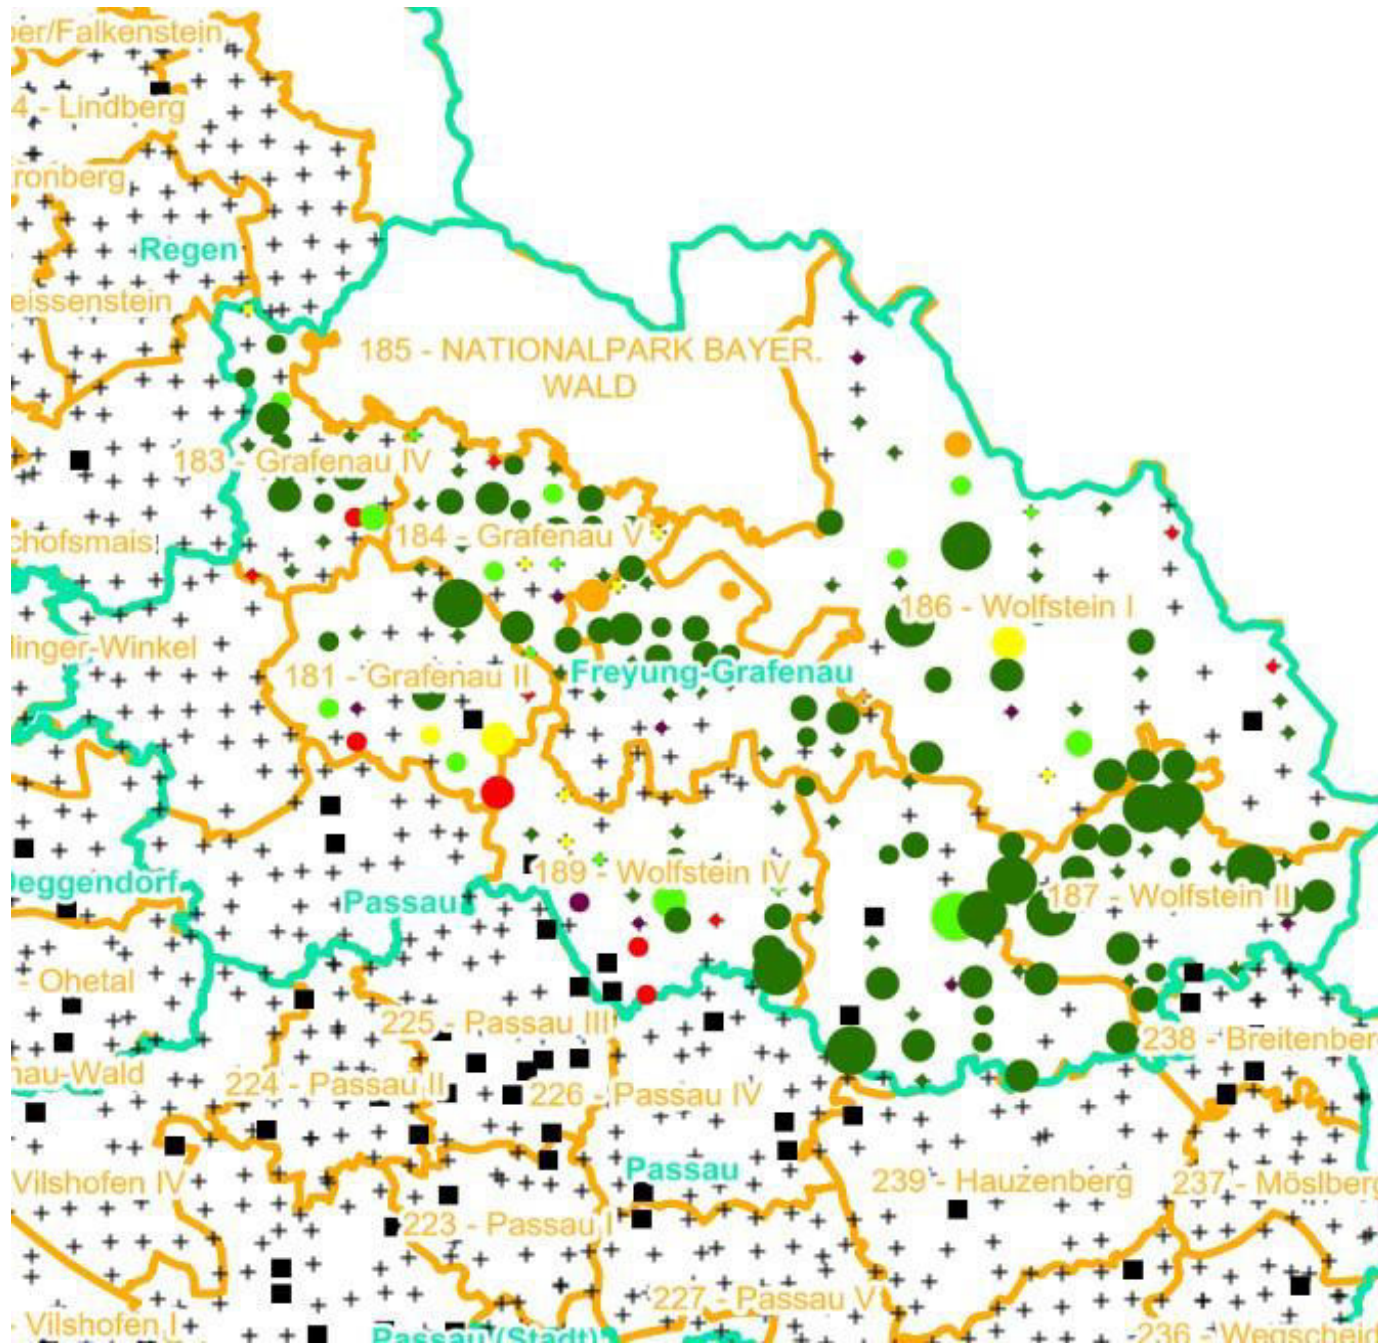 er/Falkenstein
4 - Lindberg
ronberg
Regen
eissenstein
185 - NATIONALPARK BAYER.
WALD
183 - Grafenau IV
chofsmais
184 - Grafenau V
186 - Wolfstein I
linger-Winkel
181 - Grafenau II
Freyung-Grafenau
189 - Wolfstein IV
Deggendorf
187 - Wolfstein II
Passau
- Ohetal
225 - Passau III
238 - Breitenber
nau-Wald
224 - Passau II
226 - Passau IV
Passau
Vilshofen IV
239 - Hauzenberg
237 - Möslberg
223 - Passau I
227 - Passau V
- Vilshofen I
Passau (Stadt)
236 - Wegscheid